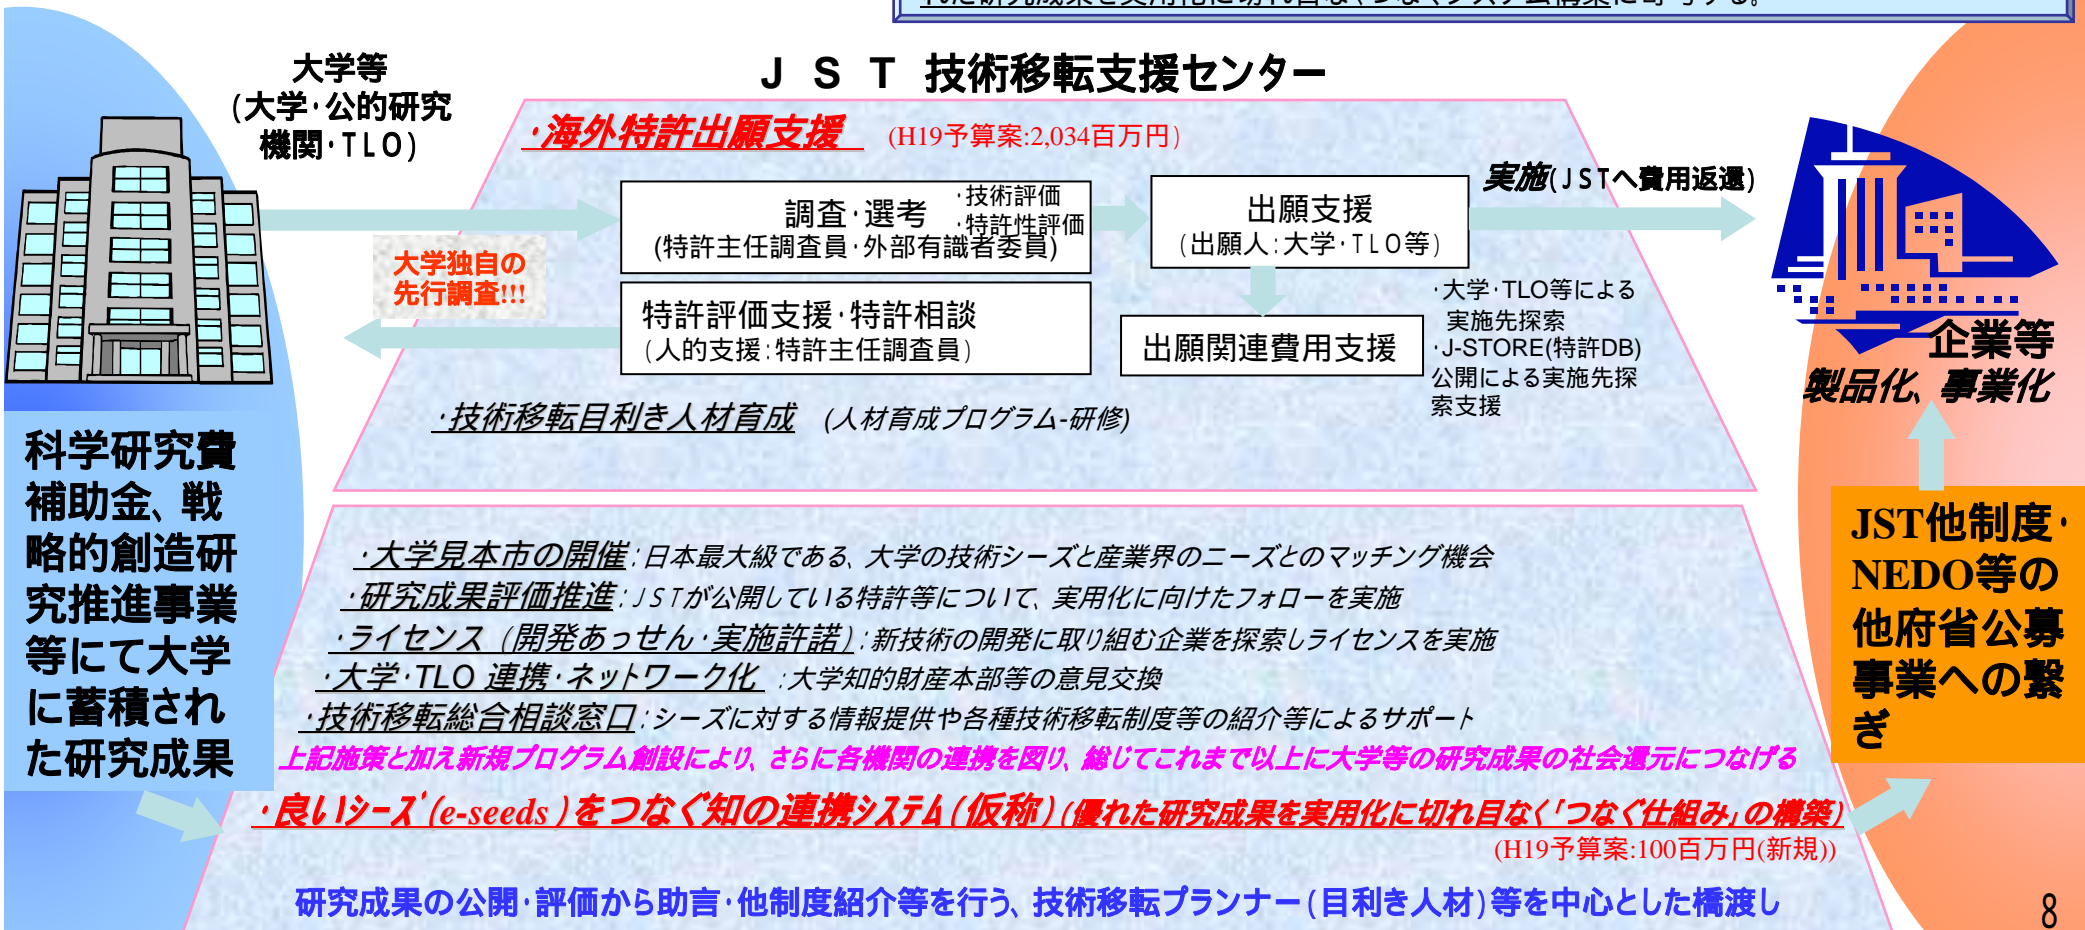 れた研究成果を実用化に切れ目なくつなぐシステム構築に寄与する。
大学等
(大学・公的研究
機関・TLO)
JST 技術移転支援センター
・海外特許出願支援 (H19予算案:2,034百万円)
調査・選考
・技術評価
・特許性評価
(特許主任調査員・外部有識者委員)
出願支援
(出願人:大学・TLO等)
実施(JSTへ費用返還)
大学独自の
先行調査!!!
特許評価支援・特許相談
(人的支援:特許主任調査員)
出願関連費用支援
・大学・TLO等による
実施先探索
・J-STORE(特許DB)
公開による実施先探
索支援
企業等
製品化、事業化
・技術移転目利き人材育成 (人材育成プログラム-研修)
科学研究費
補助金、戦
略的創造研
究推進事業
等にて大学
に蓄積され
た研究成果
・大学見本市の開催:日本最大級である、大学の技術シーズと産業界のニーズとのマッチング機会
・研究成果評価推進:JSTが公開している特許等について、実用化に向けたフォローを実施
・ライセンス(開発あっせん・実施許諾):新技術の開発に取り組む企業を探索しライセンスを実施
・大学・TLO 連携・ネットワーク化 :大学知的財産本部等の意見交換
・技術移転総合相談窓口:シーズに対する情報提供や各種技術移転制度等の紹介等によるサポート
上記施策と加え新規プログラム創設により、さらに各機関の連携を図り、総じてこれまで以上に大学等の研究成果の社会還元につなげる
・良いシーズ(e-seeds)をつなぐ知の連携システム(仮称)(優れた研究成果を実用化に切れ目なく「つなぐ仕組み」の構築)
(H19予算案:100百万円(新規))
研究成果の公開・評価から助言・他制度紹介等を行う、技術移転プランナー(目利き人材)等を中心とした橋渡し
JST他制度・
NEDO等の
他府省公募
事業への繋
ぎ
8